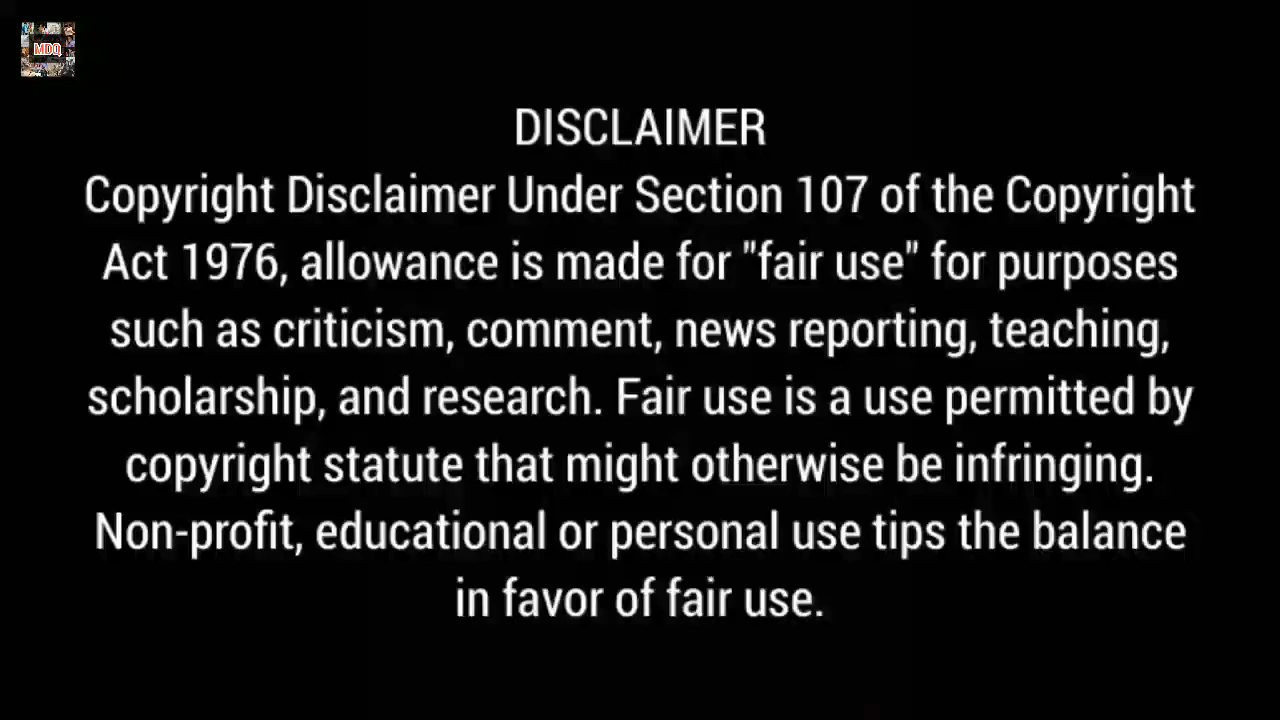 MDQ
DISCLAIMER
Copyright Disclaimer Under Section 107 of the Copyright
Act 1976, allowance is made for "fair use" for purposes
such as criticism, comment, news reporting, teaching,
scholarship, and research. Fair use is a use permitted by
copyright statute that might otherwise be infringing.
Non-profit, educational or personal use tips the balance
in favor of fair use.